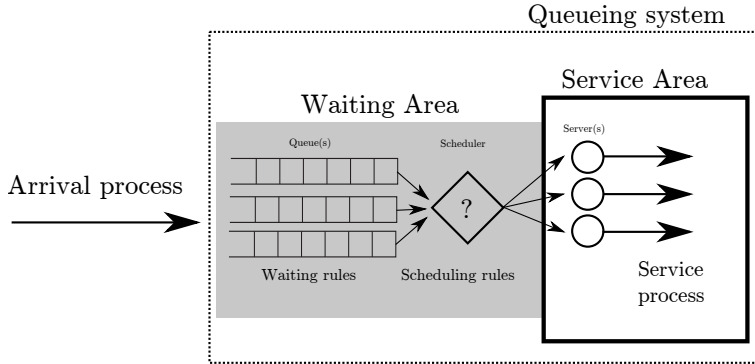 Queueing system
Service Area
Waiting Area
Queue(s)
Scheduler
Server(s)
Arrival process
?
Waiting rules
Scheduling rules
Service
process